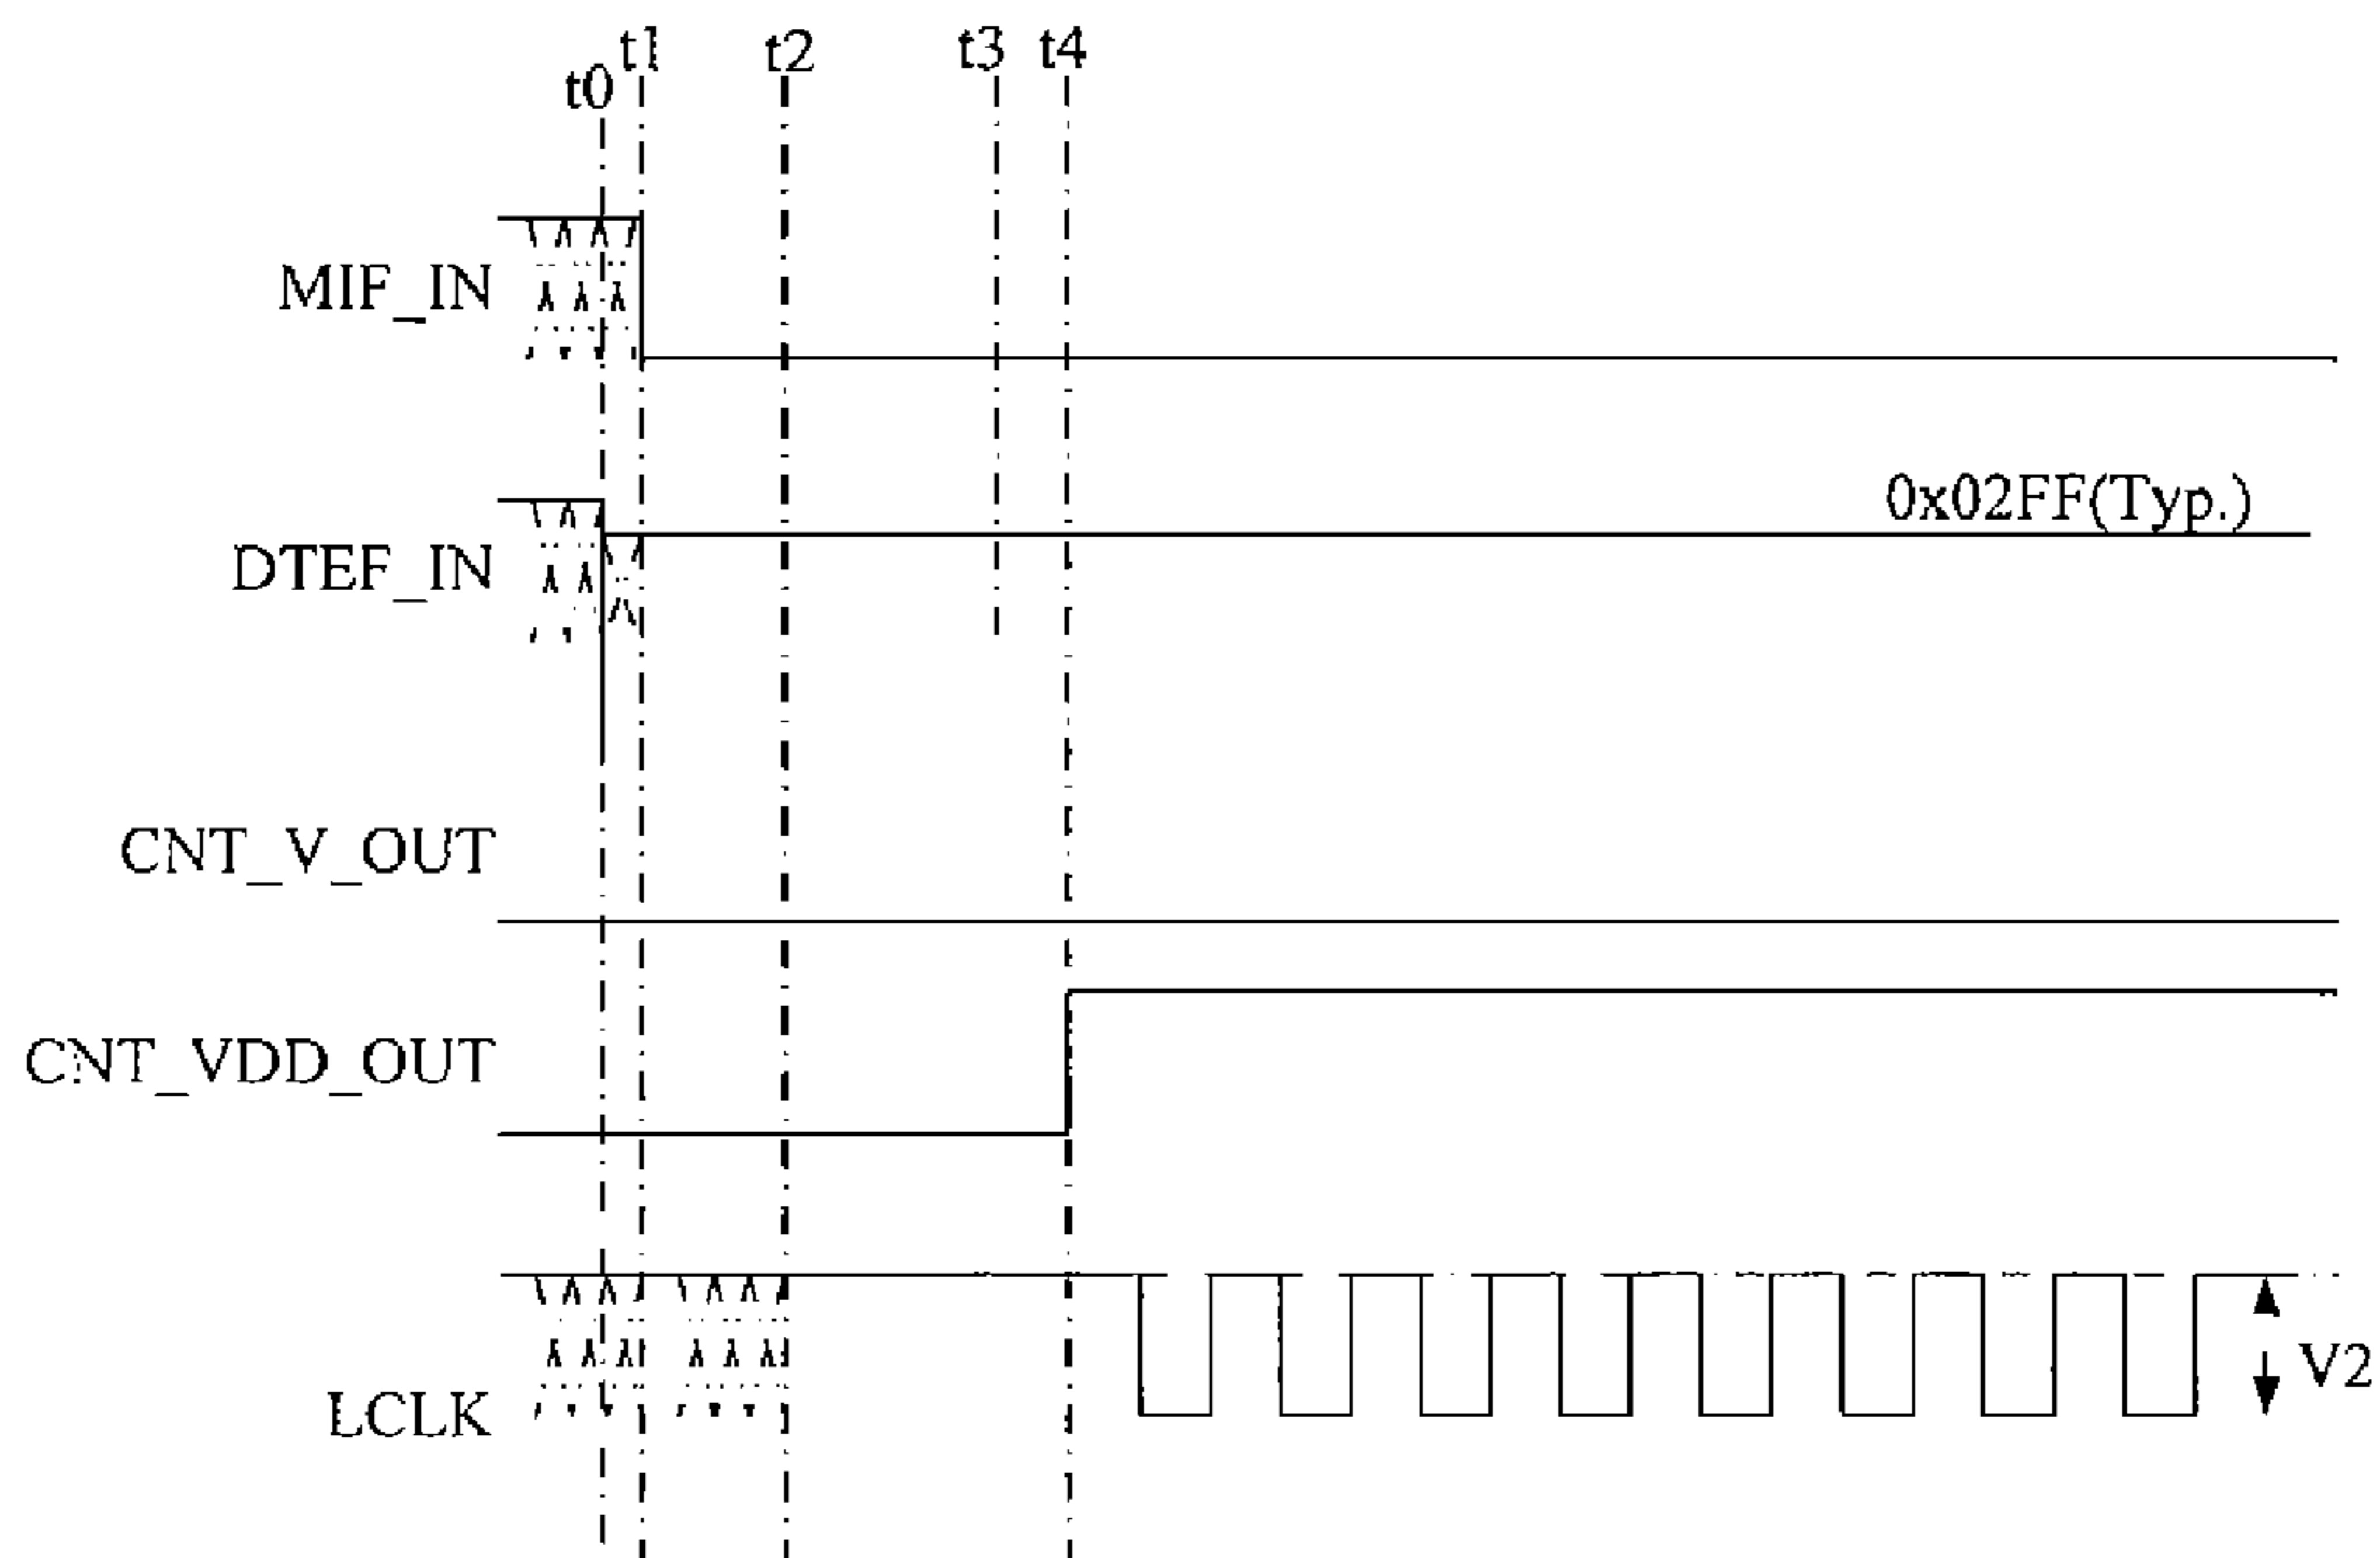 t0 t1 t2 t3 t4
MIF_IN
0x02FF(Typ.)
DTEF_IN
CNT_V_OUT
CNT_VDD_OUT
V2
LCLK